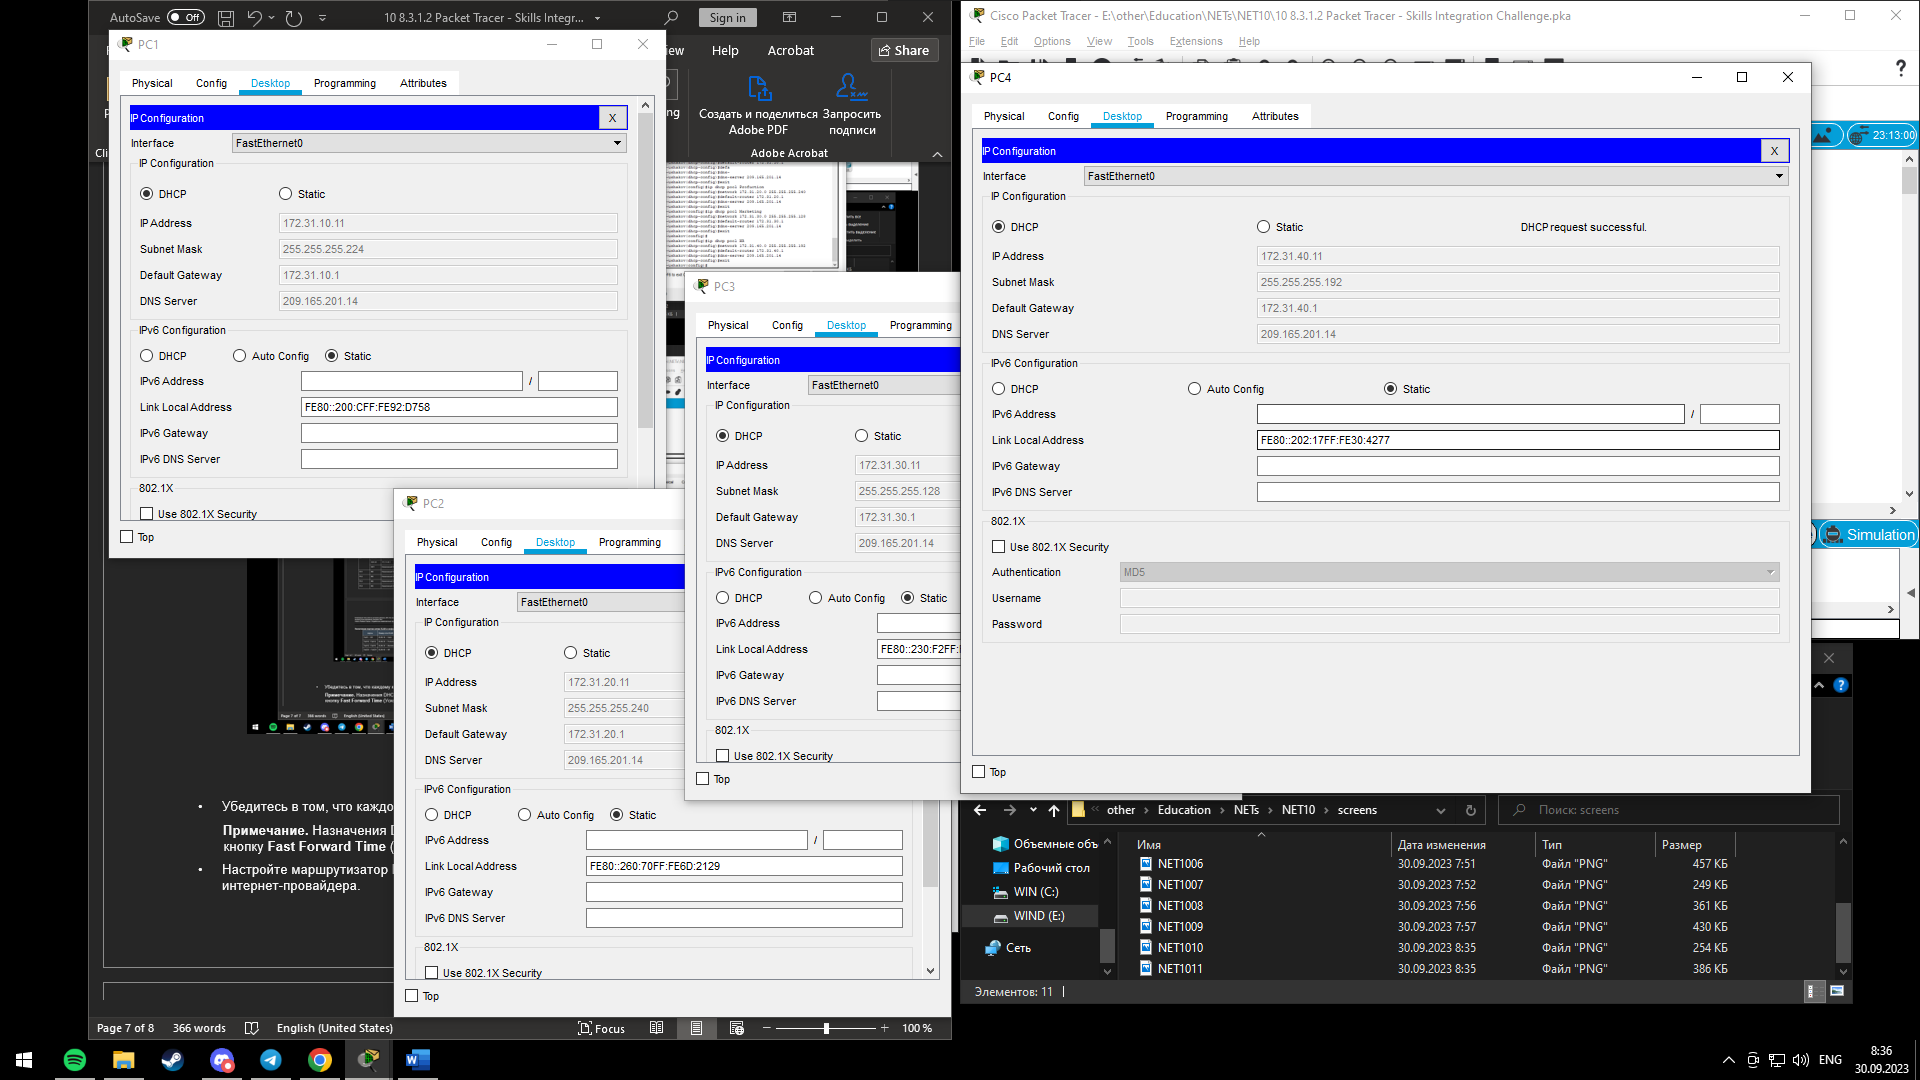 AutoSave Off
10 8.3.1.2 Packet Tracer - Skills Integr...
Sign in
Help
Acrobat
Share
Создать и поделиться
Adobe PDF
Запросить
подписи
Adobe Acrobat
PC1
Physical
Config
Desktop
Programming
Attributes
IP Configuration
X
Interface
FastEthernet0
IP Configuration
DHCP
Static
IP Address
172.31.10.11
Subnet Mask
255.255.255.224
Default Gateway
172.31.10.1
DNS Server
209.165.201.14
IPv6 Configuration
DHCP
Auto Config
Static
IPv6 Address
/
Link Local Address
FE80::200:CFF:FE92:D758
IPv6 Gateway
IPv6 DNS Server
802.1X
Use 802.1X Security
Top
PC2
Physical
Config
Desktop
Programming
IP Configuration
Interface
FastEthernet0
IP Configuration
DHCP
Static
IP Address
172.31.20.11
Subnet Mask
255.255.255.240
Default Gateway
172.31.20.1
DNS Server
209.165.201.14
IPv6 Configuration
DHCP
Auto Config
Static
IPv6 Address
/
Link Local Address
FE80::260:70FF:FE6D:2129
IPv6 Gateway
IPv6 DNS Server
802.1X
Use 802.1X Security
Top
PC3
Physical
Config
Desktop
Programming
IP Configuration
Interface
FastEthernet0
IP Configuration
DHCP
Static
IP Address
172.31.30.11
Subnet Mask
255.255.255.128
Default Gateway
172.31.30.1
DNS Server
209.165.201.14
IPv6 Configuration
DHCP
Auto Config
Static
IPv6 Address
Link Local Address
FE80::230:F2FF:
IPv6 Gateway
IPv6 DNS Server
802.1X
Use 802.1X Security
Top
Cisco Packet Tracer - E:\other\Education\NETs\NET10\10 8.3.1.2 Packet Tracer - Skills Integration Challenge.pka
File
Edit
Options
View
Tools
Extensions
Help
?
23:13:00
Simulation
PC4
Physical
Config
Desktop
Programming
Attributes
IP Configuration
X
Interface
FastEthernet0
IP Configuration
DHCP
Static
DHCP request successful.
IP Address
172.31.40.11
Subnet Mask
255.255.255.192
Default Gateway
172.31.40.1
DNS Server
209.165.201.14
IPv6 Configuration
DHCP
Auto Config
Static
IPv6 Address
/
Link Local Address
FE80::202:17FF:FE30:4277
IPv6 Gateway
IPv6 DNS Server
802.1X
Use 802.1X Security
Authentication
MD5
Username
Password
Top
• Убедитесь в том, что каждо
Примечание. Назначения D
кнопку Fast Forward Time (
• Настройте маршрутизатор
интернет-провайдера.
Page 7 of 8
366 words
English (United States)
Focus
100 %
other › Education › NETs › NET10 › screens
Поиск: screens
Объемные объ
Рабочий стол
WIN (C:)
WIND (E:)
Сеть
Имя
Дата изменения
Тип
Размер
NET1006 30.09.2023 7:51 Файл "PNG" 457 КБ
NET1007 30.09.2023 7:52 Файл "PNG" 249 КБ
NET1008 30.09.2023 7:56 Файл "PNG" 361 КБ
NET1009 30.09.2023 7:57 Файл "PNG" 430 КБ
NET1010 30.09.2023 8:35 Файл "PNG" 254 КБ
NET1011 30.09.2023 8:35 Файл "PNG" 386 КБ
Элементов: 11
ENG
8:36
30.09.2023